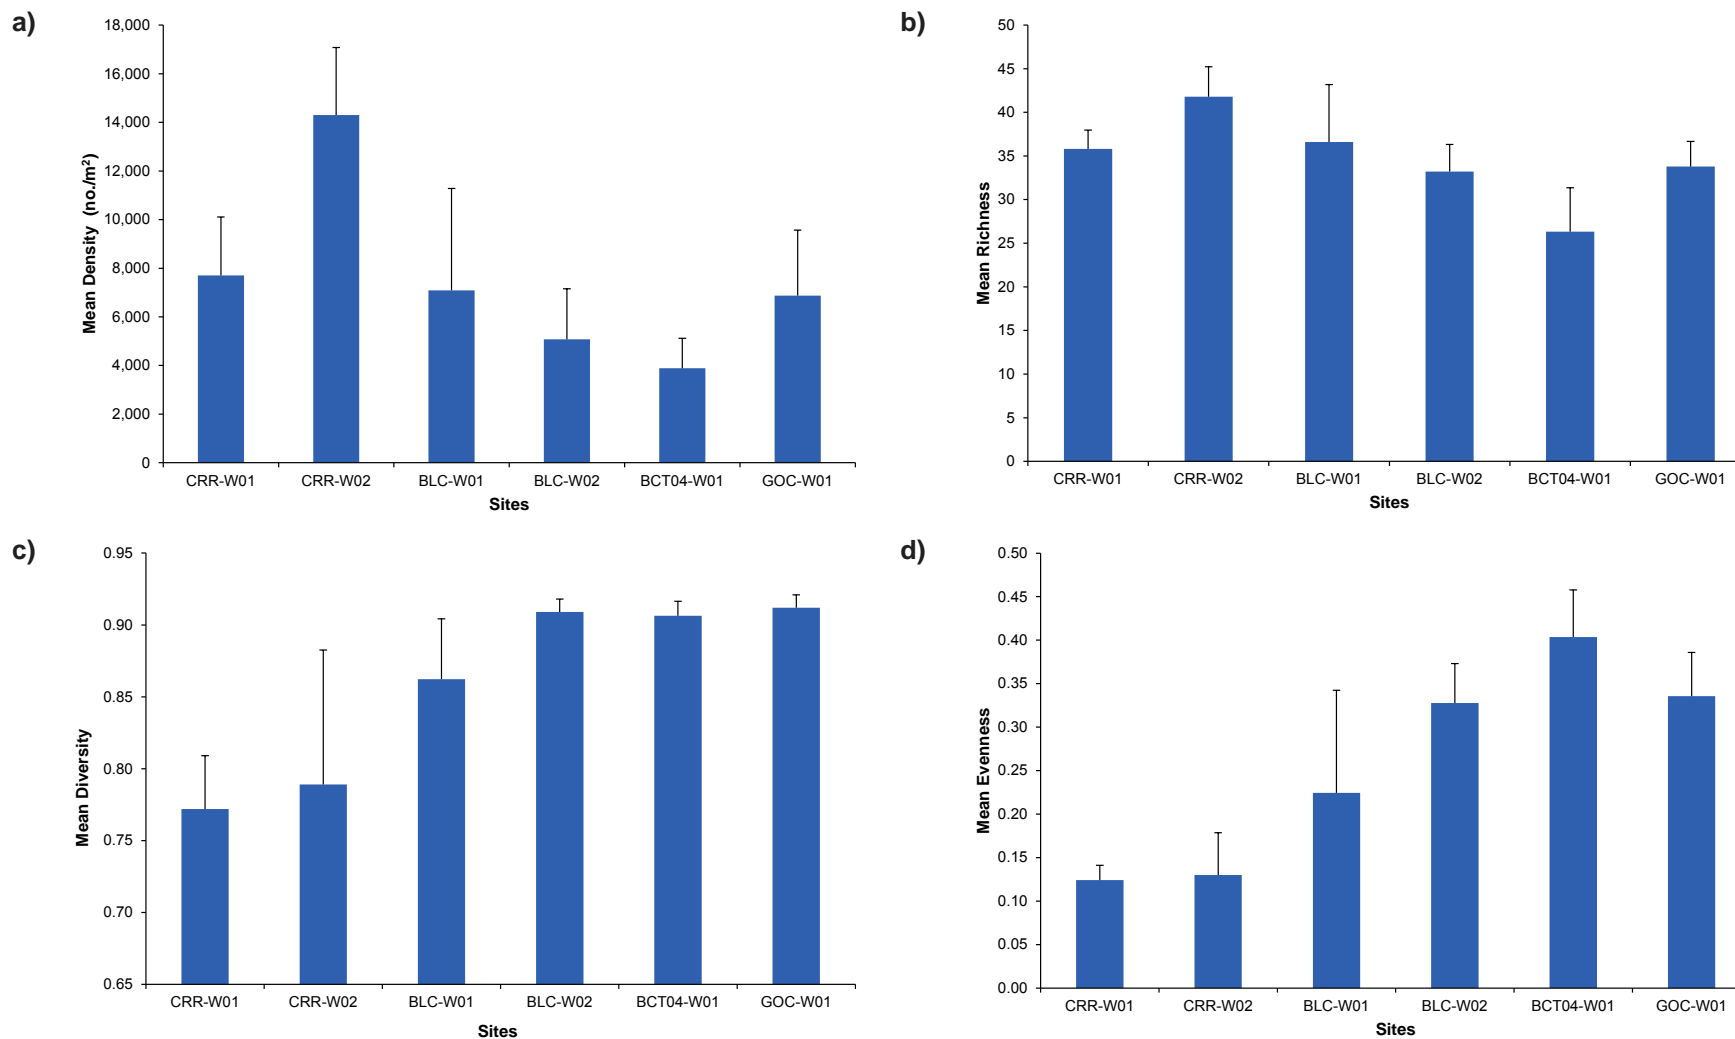 a)
18,000
16,000
14,000
12,000
10,000
8,000
6,000
4,000
2,000
0
Mean Density (no./m²)
CRR-W01 CRR-W02 BLC-W01 BLC-W02 BCT04-W01 GOC-W01
Sites
b)
50
45
40
35
30
25
20
15
10
5
0
Mean Richness
CRR-W01 CRR-W02 BLC-W01 BLC-W02 BCT04-W01 GOC-W01
Sites
c)
0.95
0.90
0.85
0.80
0.75
0.70
0.65
Mean Diversity
CRR-W01 CRR-W02 BLC-W01 BLC-W02 BCT04-W01 GOC-W01
Sites
d)
0.50
0.45
0.40
0.35
0.30
0.25
0.20
0.15
0.10
0.05
0.00
Mean Evenness
CRR-W01 CRR-W02 BLC-W01 BLC-W02 BCT04-W01 GOC-W01
Sites